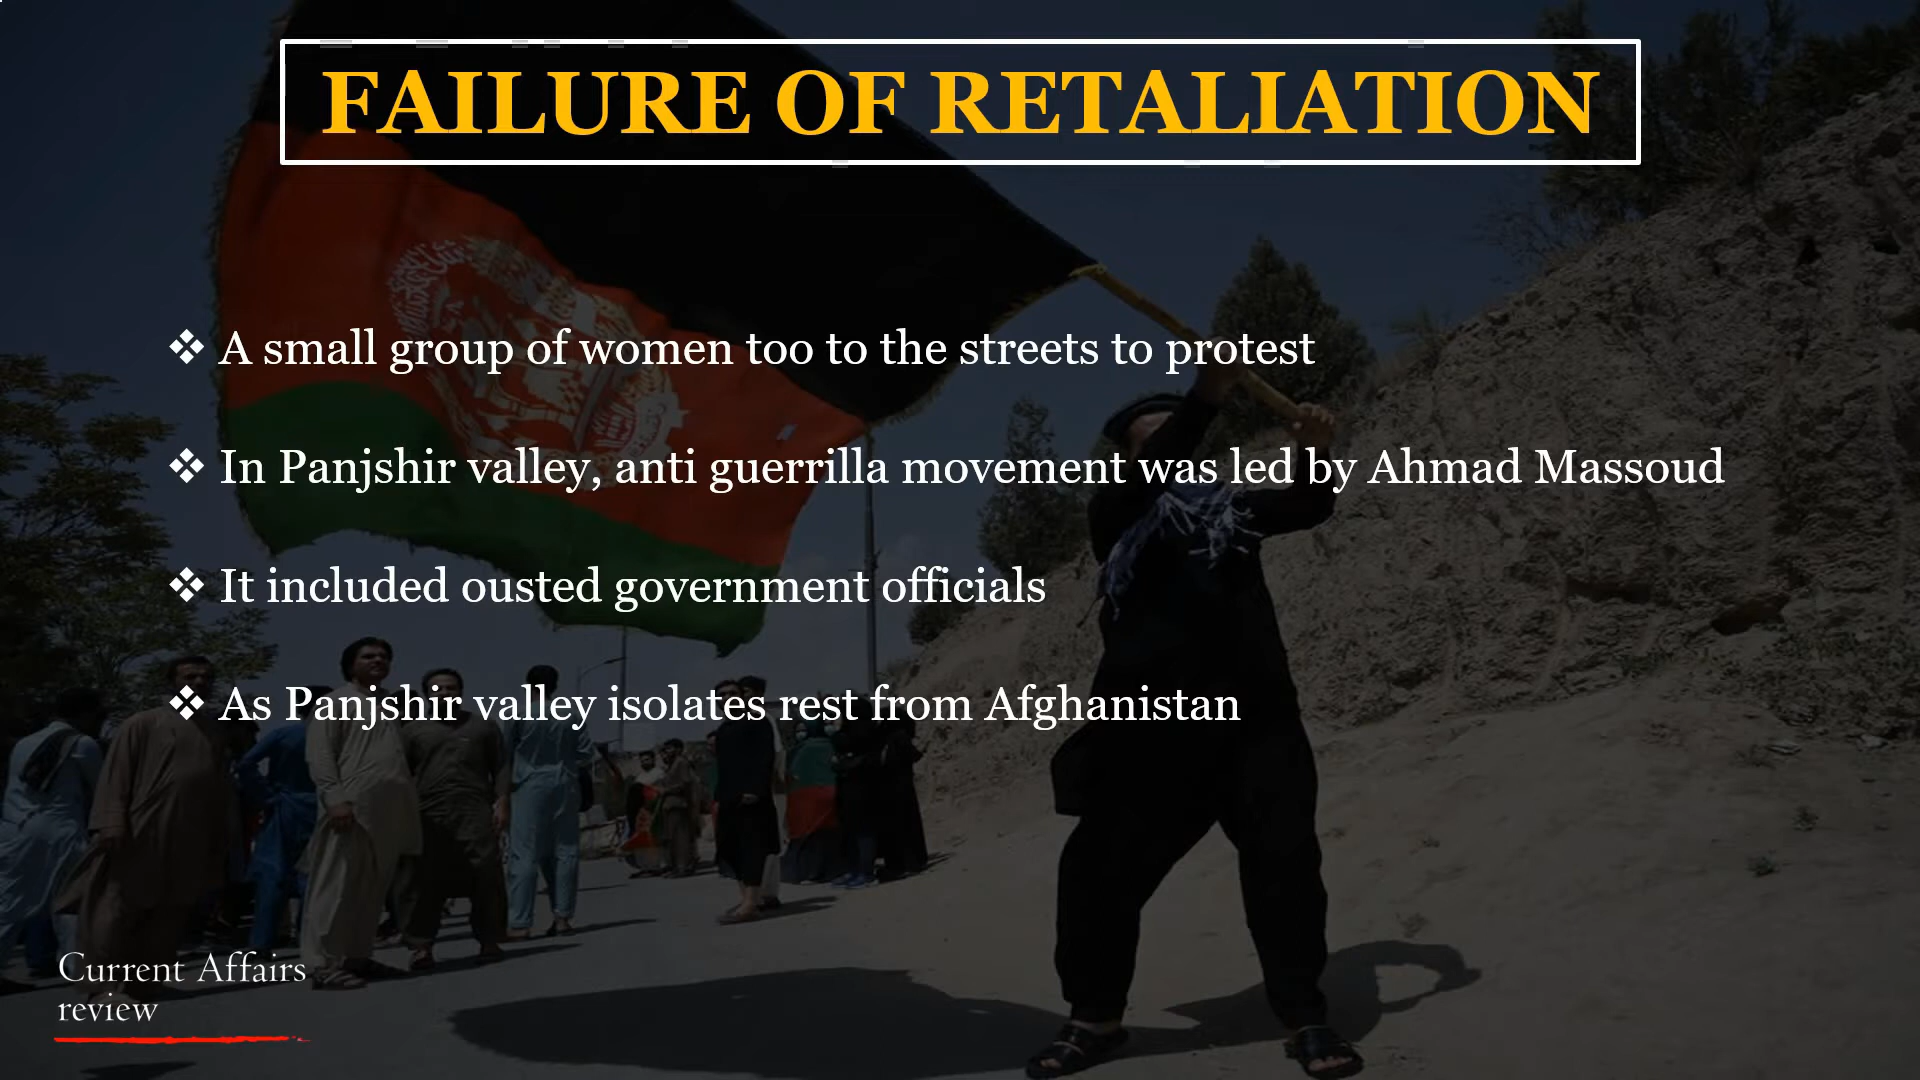 FAILURE OF RETALIATION
❖ A small group of women too to the streets to protest
❖ In Panjshir valley, anti guerrilla movement was led by Ahmad Massoud
❖ It included ousted government officials
❖ As Panjshir valley isolates rest from Afghanistan
Current Affairs
review